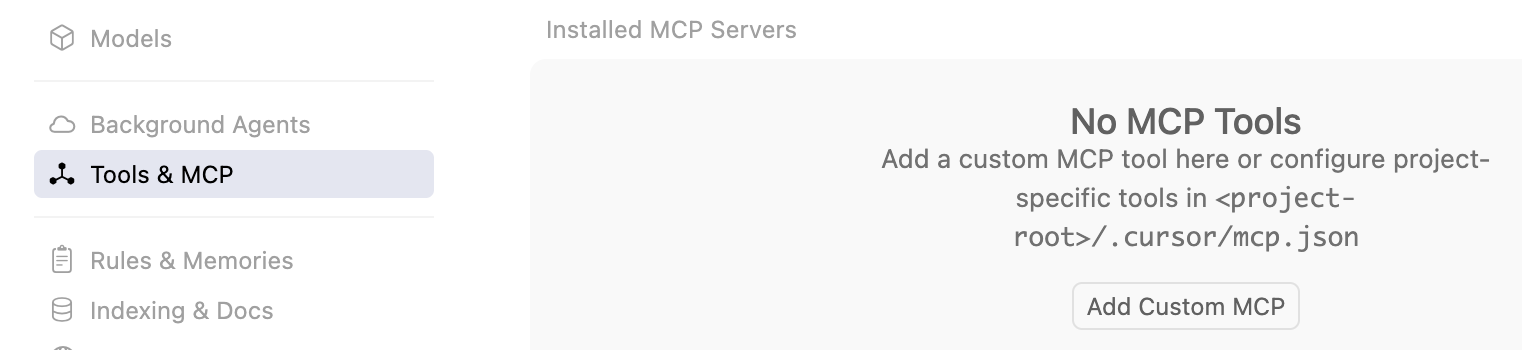 Models
Background Agents
Tools & MCP
Rules & Memories
Indexing & Docs
Installed MCP Servers
No MCP Tools
Add a custom MCP tool here or configure project-
specific tools in <project-
root>/.cursor/mcp.json
Add Custom MCP